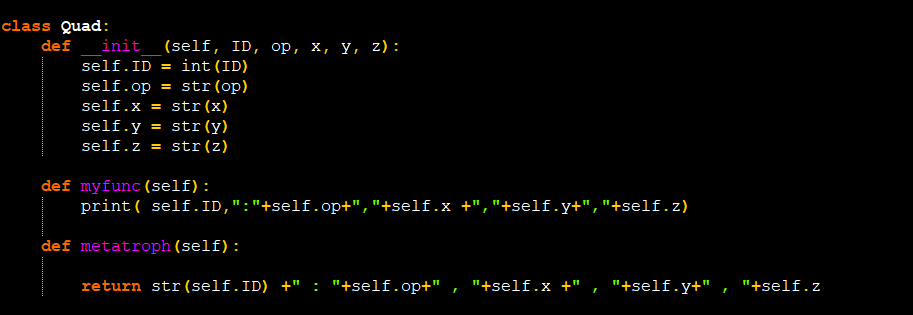 class Quad:
    def __init__(self, ID, op, x, y, z):
        self.ID = int(ID)
        self.op = str(op)
        self.x = str(x)
        self.y = str(y)
        self.z = str(z)
    def myfunc(self):
        print( self.ID,":"+self.op+","+self.x +","+self.y+","+self.z)
    def metatroph(self):
        return str(self.ID) +" : "+self.op+" , "+self.x +" , "+self.y+" , "+self.z